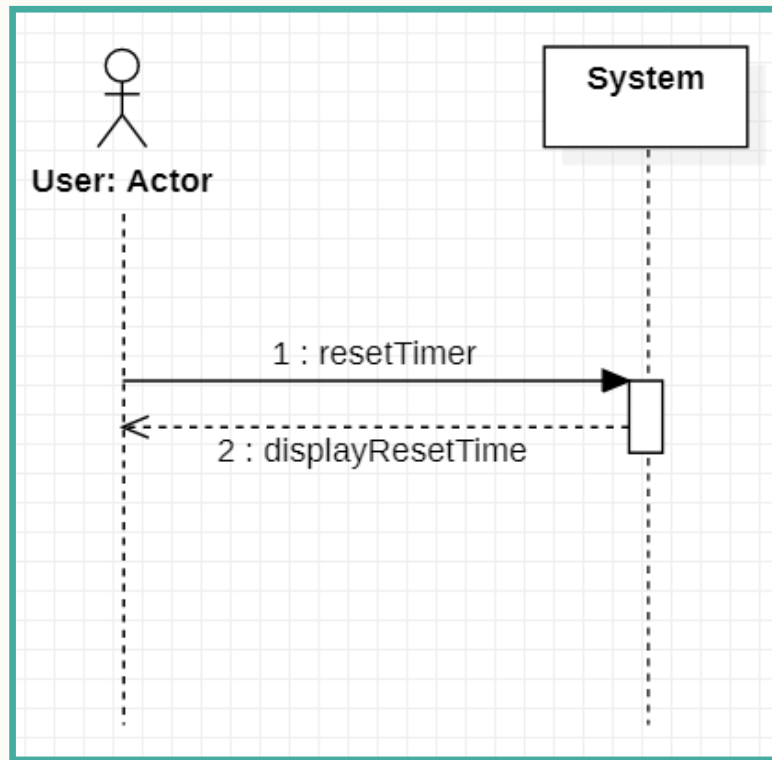 System
User: Actor
1 : resetTimer
2 : displayResetTime